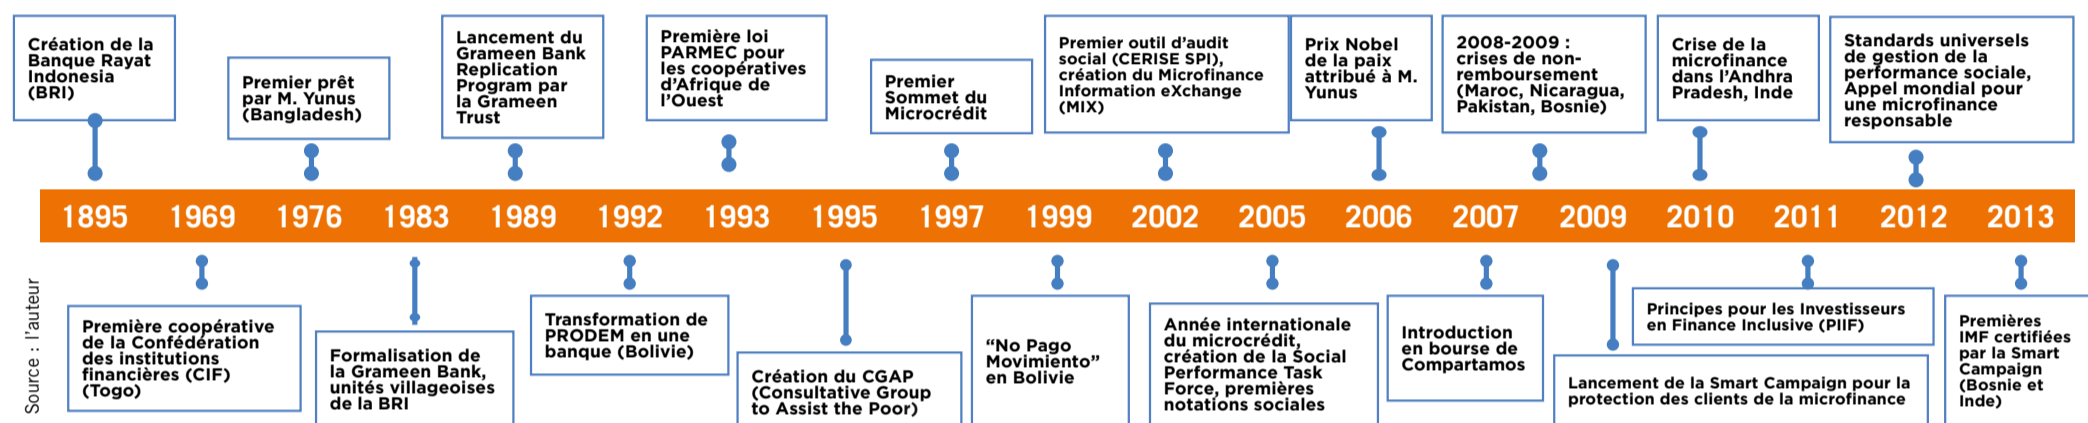 Création de la
Banque Rayat
Indonesia
(BRI)
Premier prêt
par M. Yunus
(Bangladesh)
Lancement du
Grameen Bank
Replication
Program par
la Grameen
Trust
Première loi
PARMEC pour
les coopératives
d’Afrique de
l’Ouest
Premier
Sommet du
Microcrédit
Premier outil d’audit
social (CERISE SPI),
création du Microfinance
Information eXchange
(MIX)
Prix Nobel
de la paix
attribué à M.
Yunus
2008-2009 :
crises de non-
remboursement
(Maroc, Nicaragua,
Pakistan, Bosnie)
Crise de la
microfinance
dans l’Andhra
Pradesh, Inde
Standards universels
de gestion de la
performance sociale,
Appel mondial pour
une microfinance
responsable
1895 1969 1976 1983 1989 1992 1993 1995 1997 1999 2002 2005 2006 2007 2009 2010 2011 2012 2013
Première coopérative
de la Confédération
des institutions
financières (CIF)
(Togo)
Formalisation de
la Grameen Bank,
unités villageoises
de la BRI
Transformation de
PRODEM en une
banque (Bolivie)
Création du CGAP
(Consultative Group
to Assist the Poor)
“No Pago
Movimiento”
en Bolivie
Année internationale
du microcrédit,
création de la Social
Performance Task
Force, premières
notations sociales
Introduction
en bourse de
Compartamos
Lancement de la Smart Campaign pour la
protection des clients de la microfinance
Principes pour les Investisseurs
en Finance Inclusive (PIIF)
Premières
IMF certifiées
par la Smart
Campaign
(Bosnie et
Inde)
Source : l’auteur